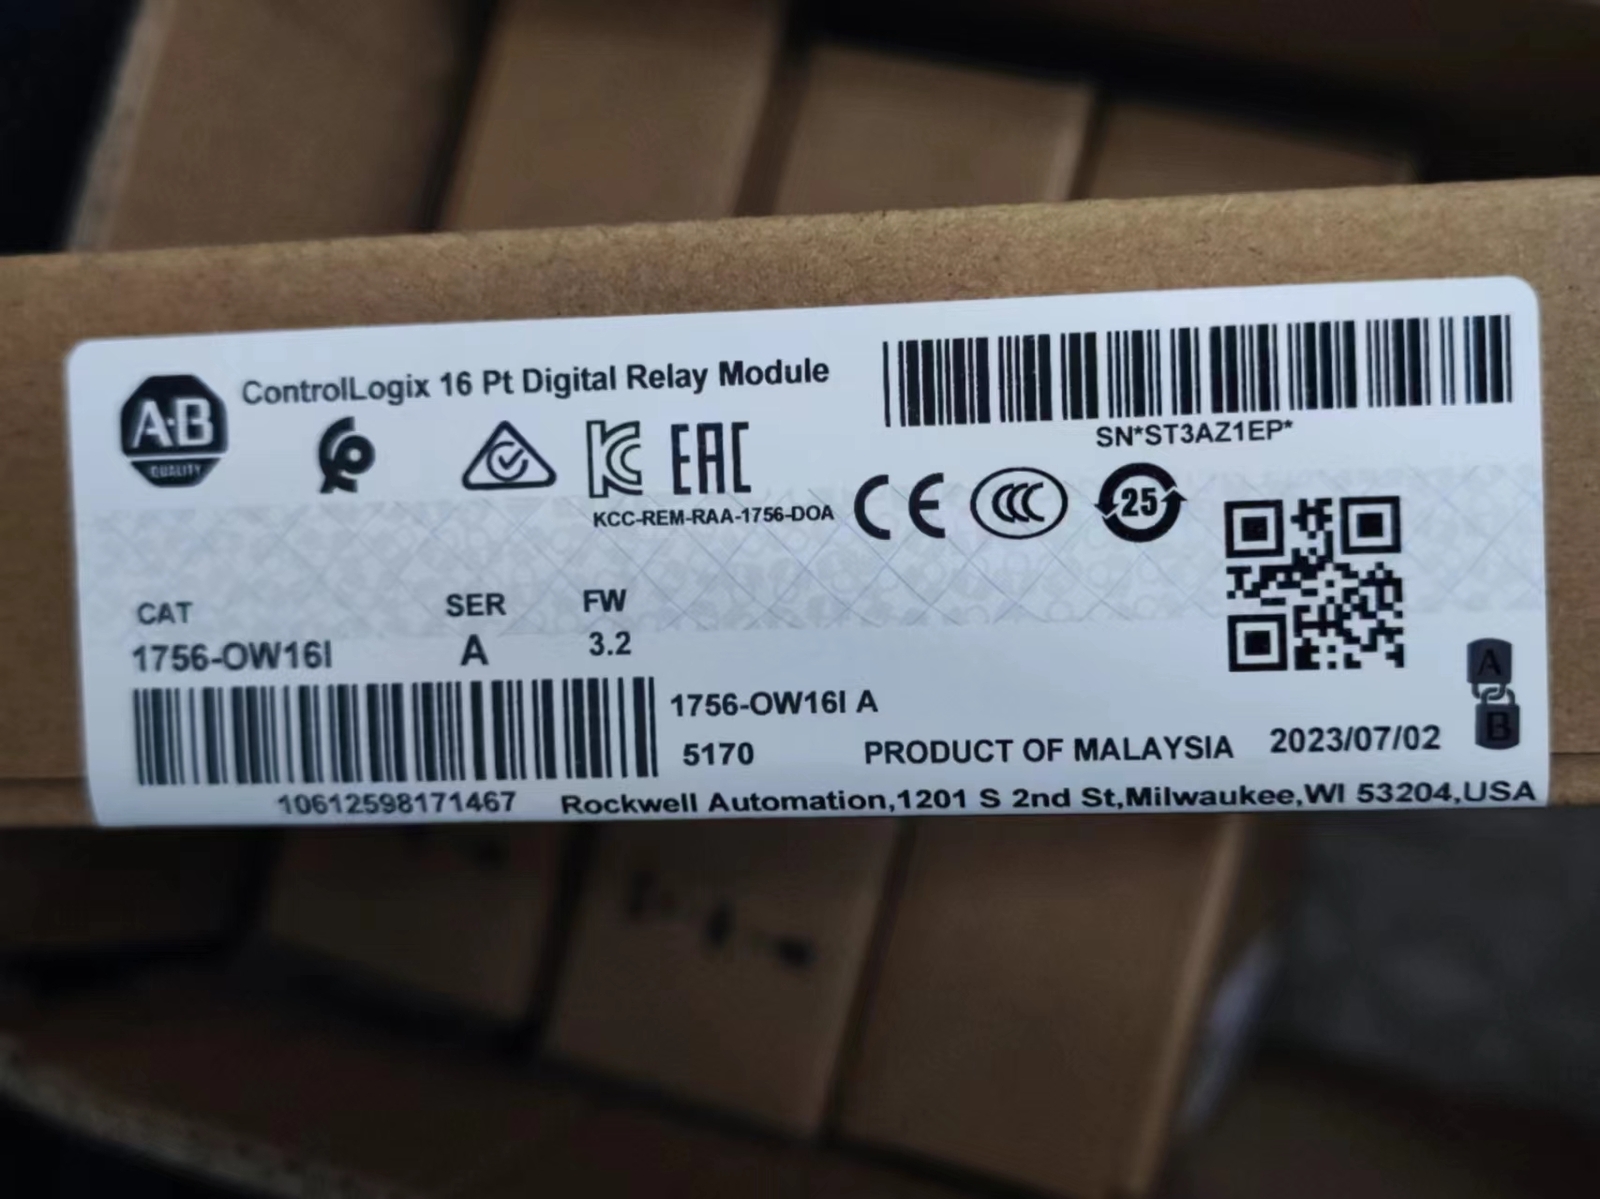 A·B
QUALITY
ControlLogix 16 Pt Digital Relay Module
SN*ST3AZ1EP*
EAC
KCC-REM-RAA-1756-DOA
CE
CCC
25
CAT SER FW
1756-OW16I A 3.2
1756-OW16I A
5170 PRODUCT OF MALAYSIA 2023/07/02
A
B
10612598171467 Rockwell Automation,1201 S 2nd St,Milwaukee,WI 53204,USA